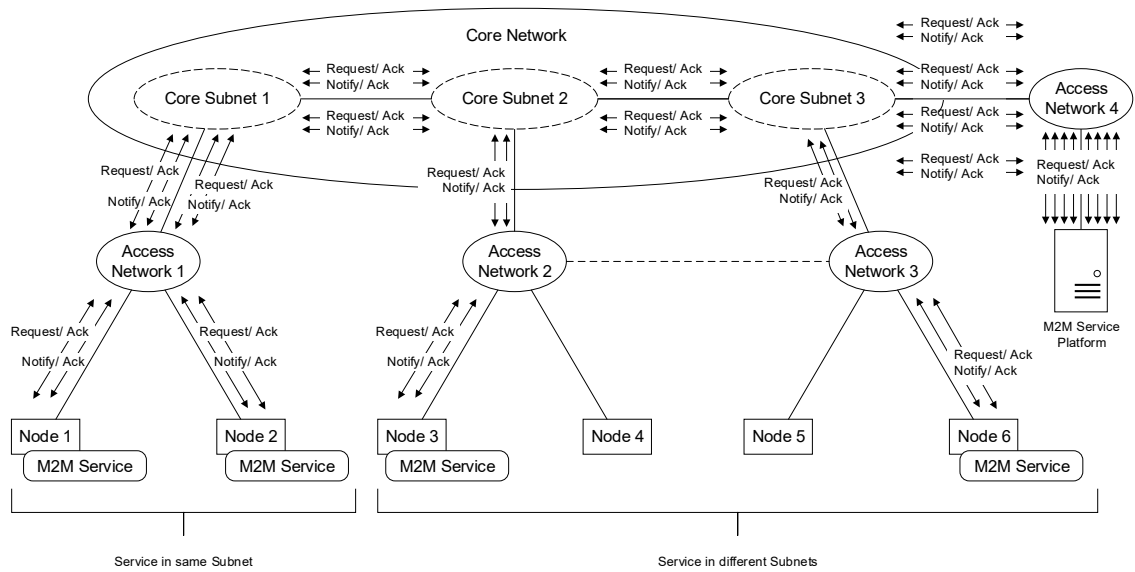 Core Network
Request/ Ack
Notify/ Ack
Core Subnet 1
Request/ Ack
Notify/ Ack
Request/ Ack
Notify/ Ack
Core Subnet 2
Request/ Ack
Notify/ Ack
Request/ Ack
Notify/ Ack
Core Subnet 3
Request/ Ack
Notify/ Ack
Request/ Ack
Notify/ Ack
Request/ Ack
Notify/ Ack
Access
Network 4
Request/ Ack
Notify/ Ack
Request/ Ack
Notify/ Ack
Request/ Ack
Notify/ Ack
Request/ Ack
Notify/ Ack
Request/ Ack
Notify/ Ack
Access
Network 1
Access
Network 2
Access
Network 3
M2M Service
Platform
Request/ Ack
Notify/ Ack
Request/ Ack
Notify/ Ack
Request/ Ack
Notify/ Ack
Request/ Ack
Notify/ Ack
Node 1
M2M Service
Node 2
M2M Service
Node 3
M2M Service
Node 4
Node 5
Node 6
M2M Service
Service in same Subnet
Service in different Subnets